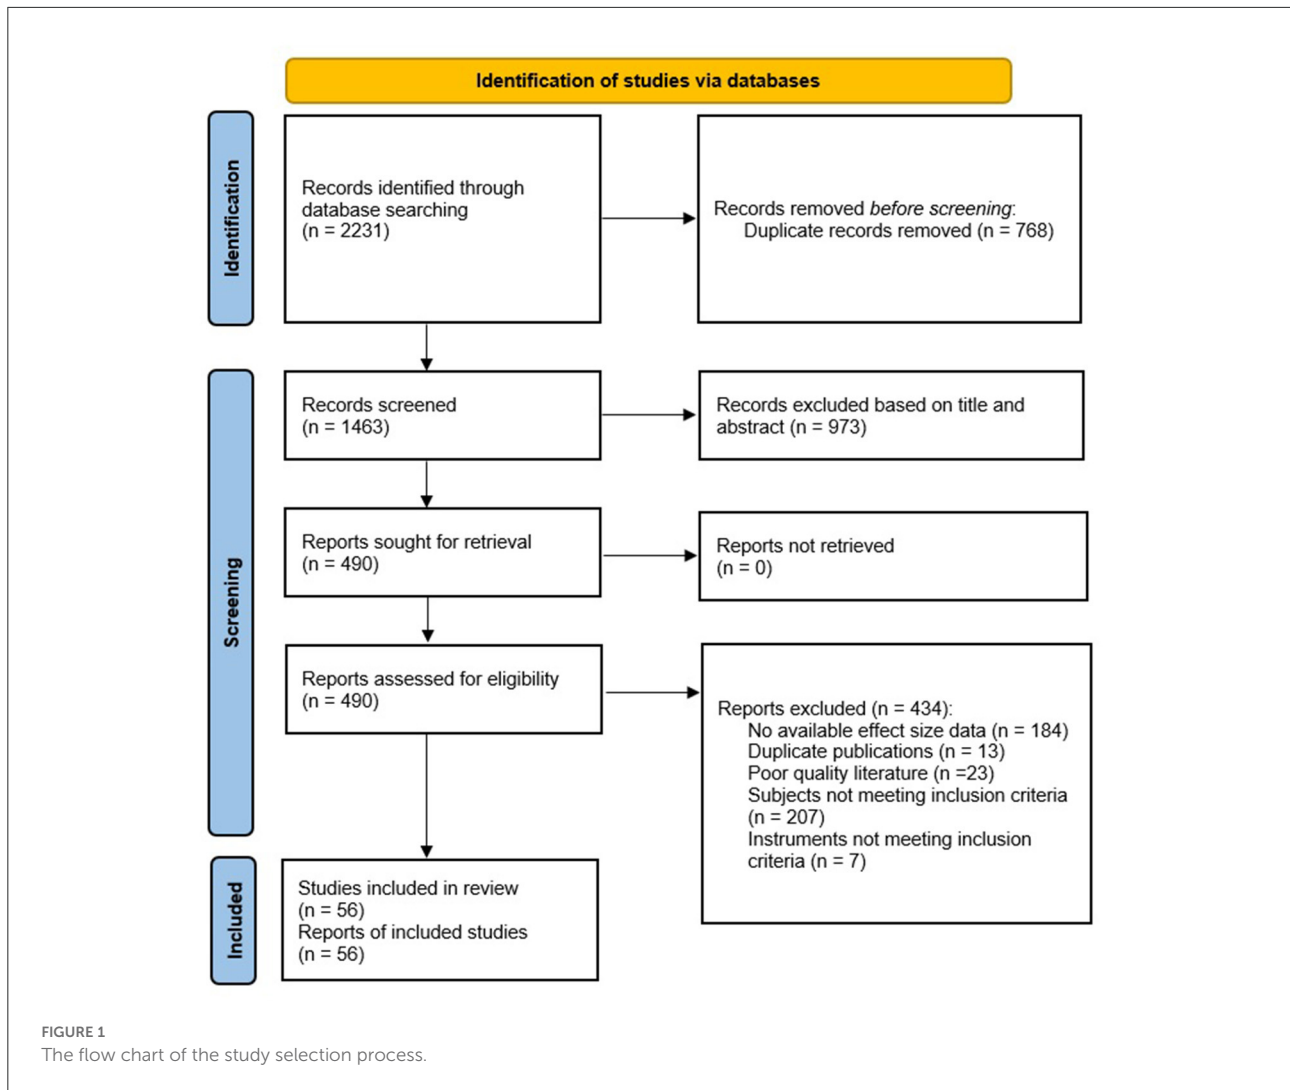 Identification of studies via databases
Identification
Records identified through
database searching
(n = 2231)
Records removed before screening:
Duplicate records removed (n = 768)
Screening
Records screened
(n = 1463)
Records excluded based on title and
abstract (n = 973)
Reports sought for retrieval
(n = 490)
Reports not retrieved
(n = 0)
Reports assessed for eligibility
(n = 490)
Reports excluded (n = 434):
No available effect size data (n = 184)
Duplicate publications (n = 13)
Poor quality literature (n =23)
Subjects not meeting inclusion criteria
(n = 207)
Instruments not meeting inclusion
criteria (n = 7)
Included
Studies included in review
(n = 56)
Reports of included studies
(n = 56)
FIGURE 1
The flow chart of the study selection process.